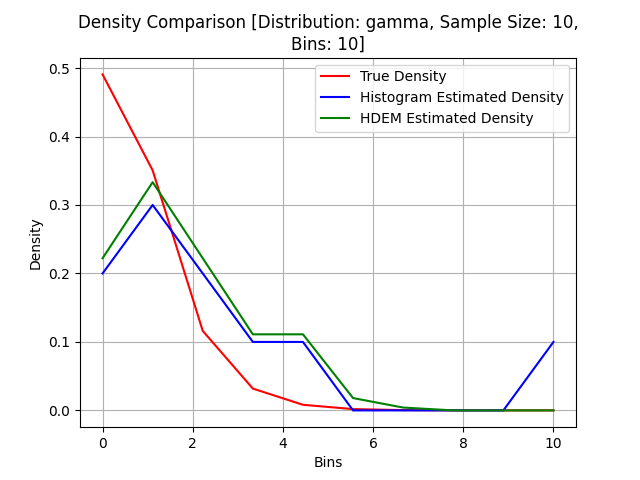 Density Comparison [Distribution: gamma, Sample Size: 10,
Bins: 10]
True Density
Histogram Estimated Density
HDEM Estimated Density
Density
0.5
0.4
0.3
0.2
0.1
0.0
0 2 4 6 8 10
Bins